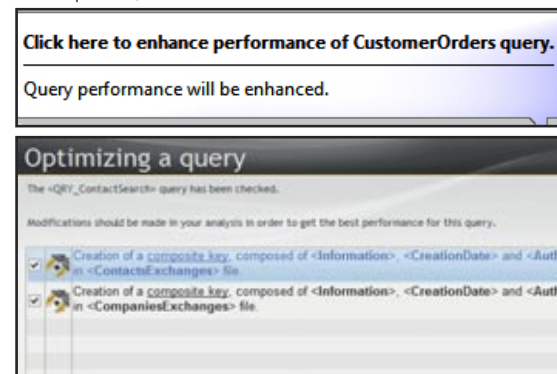 Click here to enhance performance of CustomerOrders query.
Query performance will be enhanced.
Optimizing a query
The <QRY_ContactSearch> query has been checked.
Modifications should be made in your analysis in order to get the best performance for this query.
Creation of a composite key, composed of <Information>, <CreationDate> and <Auth
in <ContactsExchanges> file.
Creation of a composite key, composed of <Information>, <CreationDate> and <Auth
in <CompaniesExchanges> file.